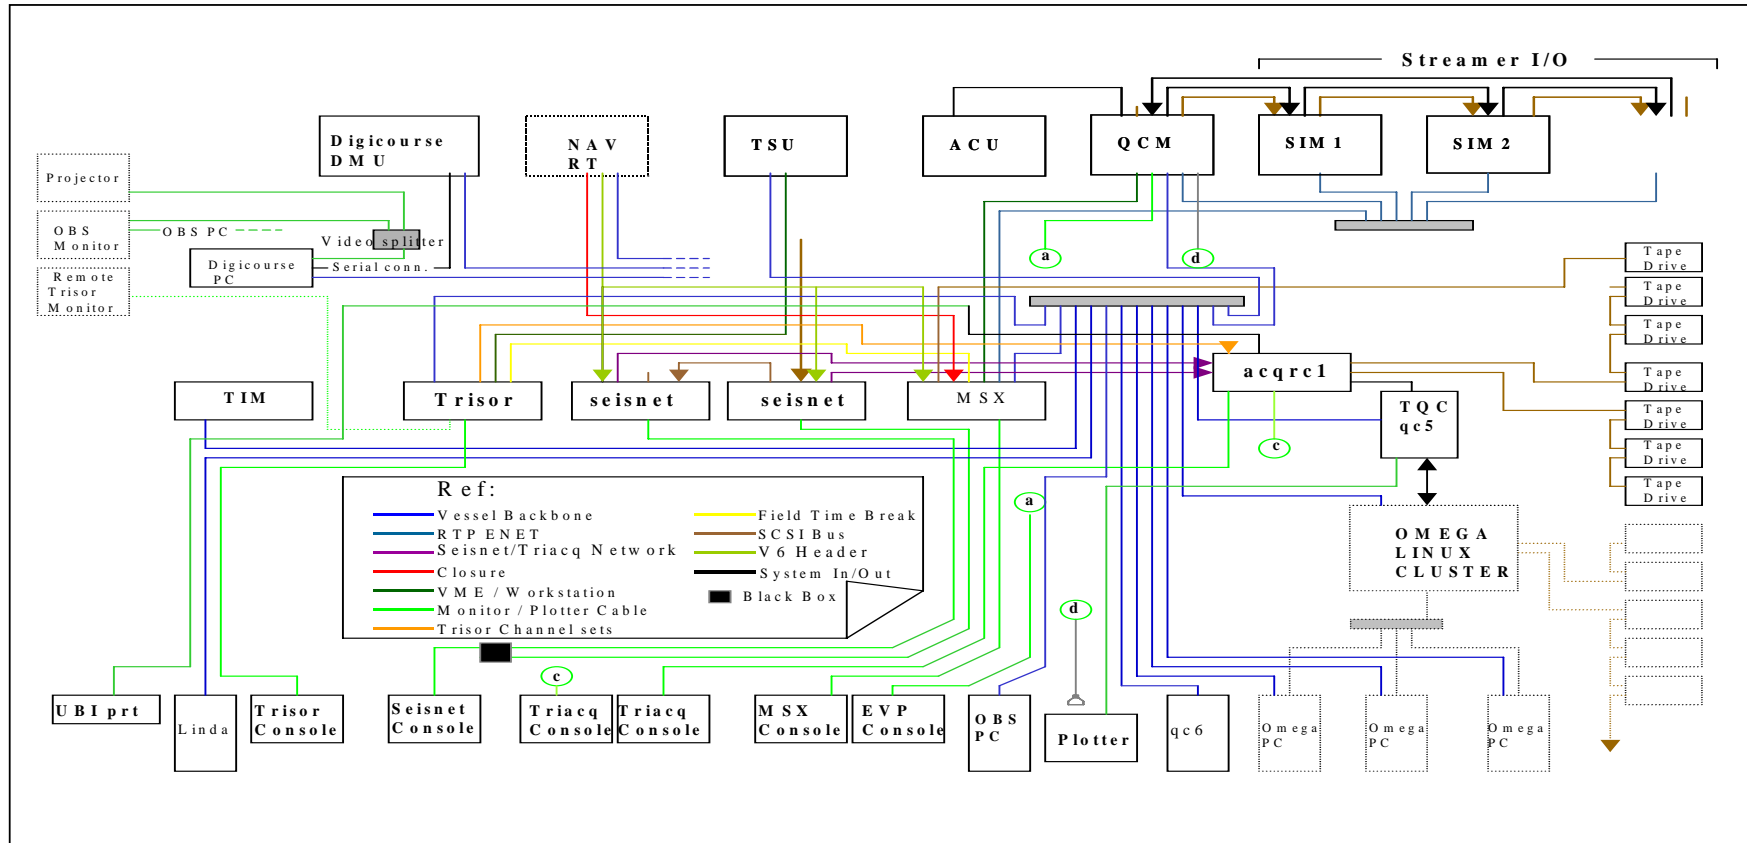 Streamer I/O
Digicourse
DMU
NAV
RT
TSU
ACU
QCM
SIM1
SIM2
Projector
OBS
Monitor
OBS PC
Video splitter
Digicourse
PC
Serial conn.
Remote
Trisor
Monitor
a
d
Tape
Drive
Tape
Drive
Tape
Drive
Tape
Drive
Tape
Drive
Tape
Drive
Tape
Drive
TIM
Trisor
seisnet
seisnet
MSX
acqrc1
TQC
qc5
c
a
Ref:
Vessel Backbone
RTP ENET
Seisnet/Triacq Network
Closure
VME / Workstation
Monitor / Plotter Cable
Trisor Channel sets
Field Time Break
SCSI Bus
V6 Header
System In/Out
Black Box
OMEGA
LINUX
CLUSTER
d
c
UBI prt
Linda
Trisor
Console
Seisnet
Console
Triacq
Console
Triacq
Console
MSX
Console
EVP
Console
OBS
PC
Plotter
qc6
Omega
PC
Omega
PC
Omega
PC